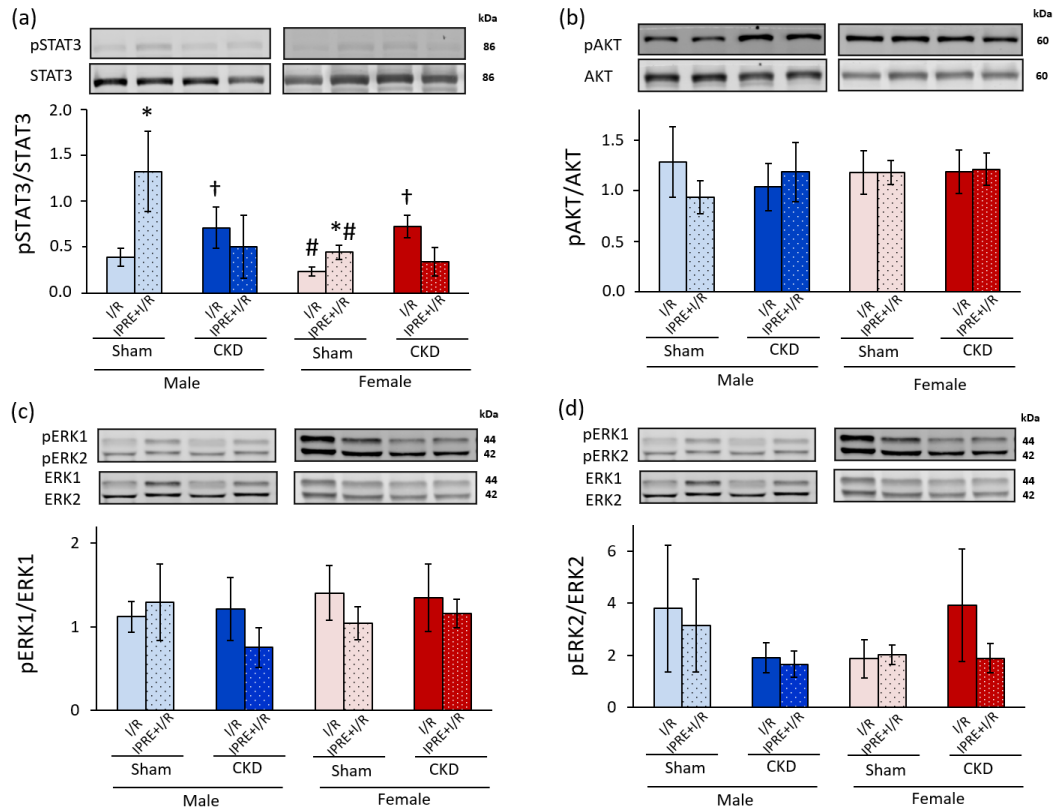 (a)
kDa
pSTAT3
86
STAT3
86
pSTAT3/STAT3
2.0
1.5
1.0
0.5
0.0
*
†
#
*#
†
I/R
IPRE+I/R
I/R
IPRE+I/R
I/R
IPRE+I/R
I/R
IPRE+I/R
Sham
CKD
Sham
CKD
Male
Female
(b)
kDa
pAKT
60
AKT
60
pAKT/AKT
1.5
1.0
0.5
0.0
I/R
IPRE+I/R
I/R
IPRE+I/R
I/R
IPRE+I/R
I/R
IPRE+I/R
Sham
CKD
Sham
CKD
Male
Female
(c)
kDa
pERK1
44
pERK2
42
ERK1
44
ERK2
42
pERK1/ERK1
2
1
0
I/R
IPRE+I/R
I/R
IPRE+I/R
I/R
IPRE+I/R
I/R
IPRE+I/R
Sham
CKD
Sham
CKD
Male
Female
(d)
kDa
pERK1
44
pERK2
42
ERK1
44
ERK2
42
pERK2/ERK2
6
4
2
0
I/R
IPRE+I/R
I/R
IPRE+I/R
I/R
IPRE+I/R
I/R
IPRE+I/R
Sham
CKD
Sham
CKD
Male
Female